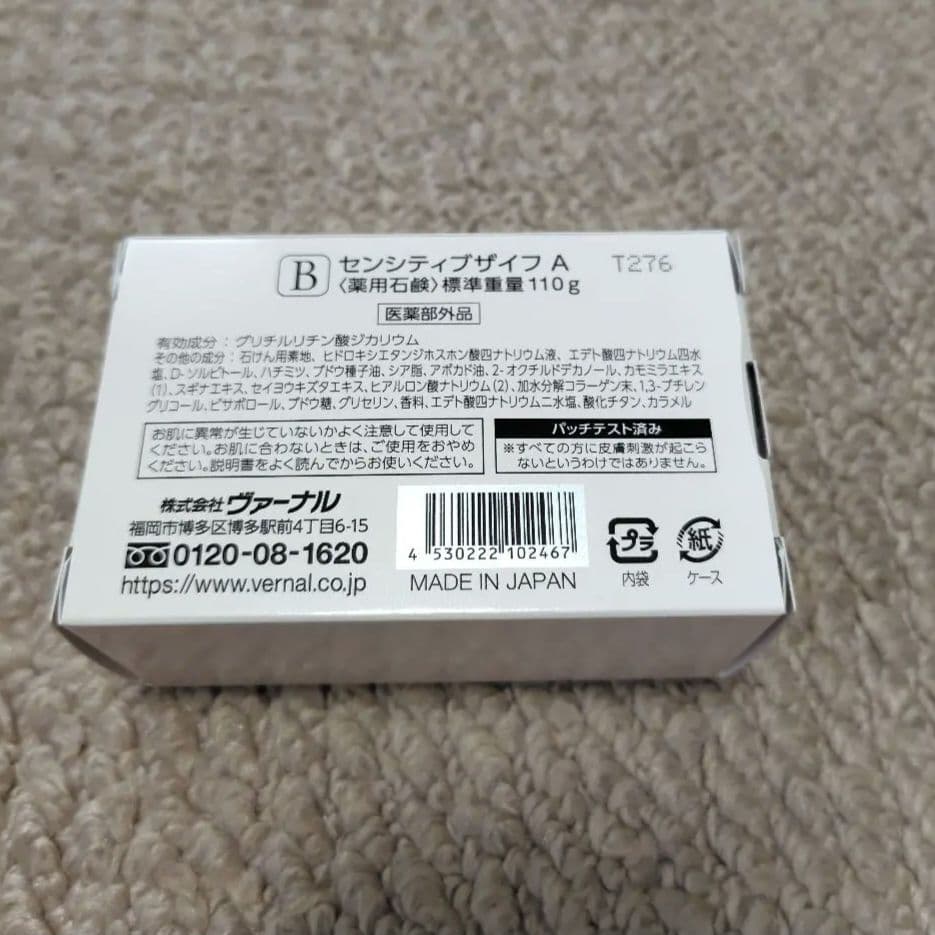 B センシティブザイフ A T276
〈薬用石鹸〉標準重量110g
医薬部外品
有効成分：グリチルリチン酸ジカリウム
その他の成分：石けん用素地、ヒドロキシエタンジホスホン酸四ナトリウム液、エデト酸四ナトリウム四水
塩、D-ソルビトール、ハチミツ、ブドウ種子油、シア脂、アボカド油、2-オクチルドデカノール、カモミラエキス
(1)、スギナエキス、セイヨウキズタエキス、ヒアルロン酸ナトリウム(2)、加水分解コラーゲン末、1,3-ブチレン
グリコール、ビサボロール、ブドウ糖、グリセリン、香料、エデト酸四ナトリウム二水塩、酸化チタン、カラメル
お肌に異常が生じていないかよく注意して使用して
ください。お肌に合わないときは、ご使用をおやめ
ください。説明書をよく読んでからお使いください。
パッチテスト済み
※すべての方に皮膚刺激が起こら
ないというわけではありません。
株式会社ヴァーナル
福岡市博多区博多駅前4丁目6-15
0120-08-1620
https://www.vernal.co.jp
4 530222 102467
MADE IN JAPAN
プラ
内袋
紙
ケース